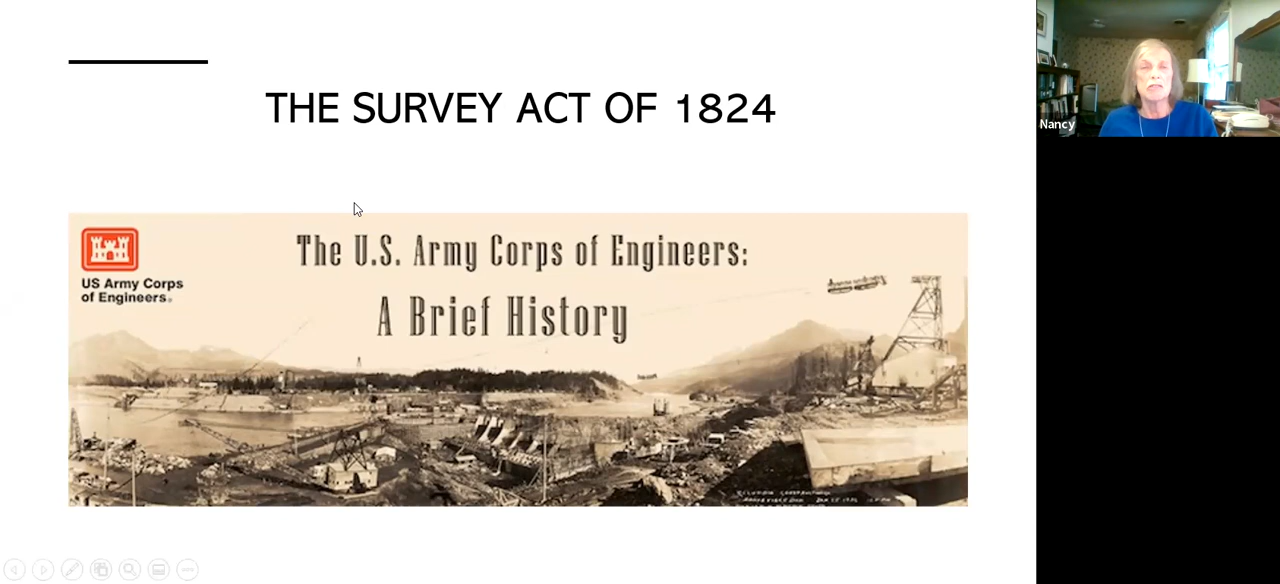 THE SURVEY ACT OF 1824
The U.S. Army Corps of Engineers:
A Brief History
US Army Corps
of Engineers®
Nancy